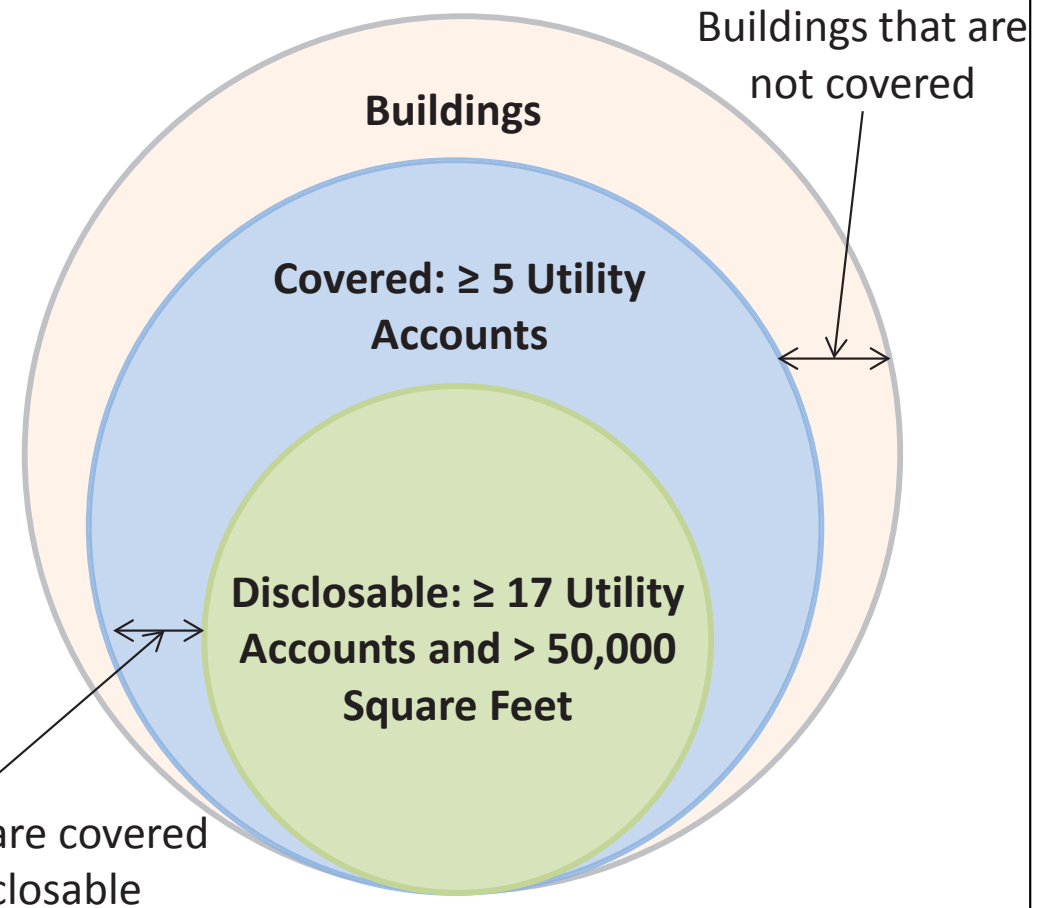 Buildings that are
not covered
Buildings
Covered: ≥ 5 Utility
Accounts
Disclosable: ≥ 17 Utility
Accounts and > 50,000
Square Feet
are covered
closable